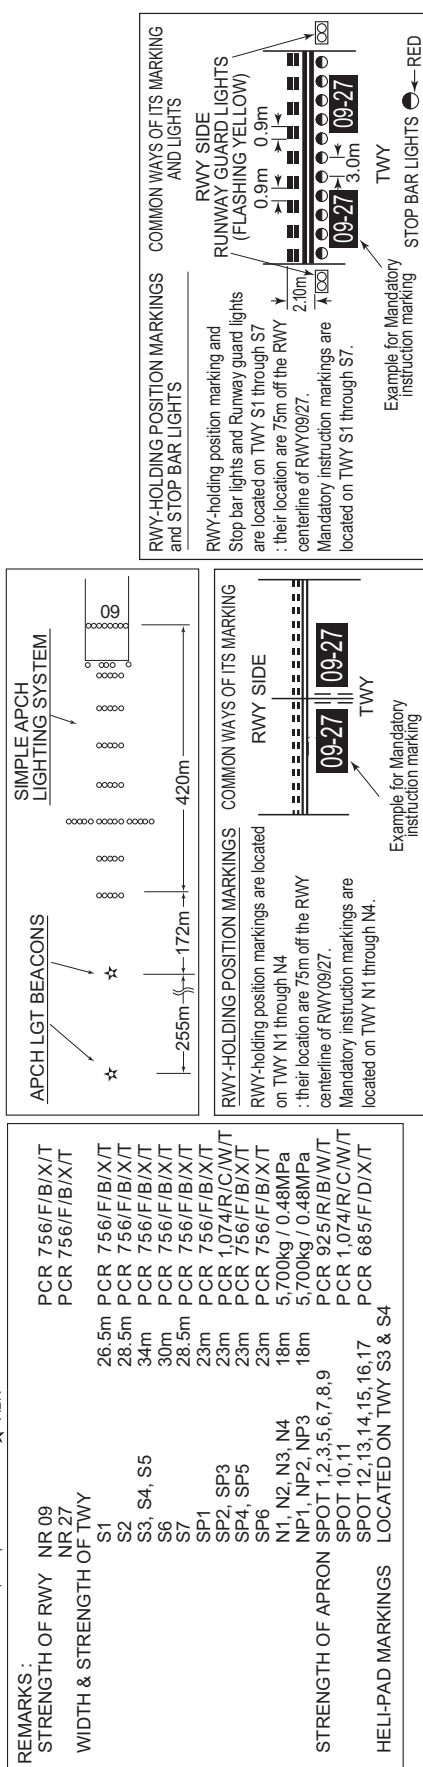 REMARKS :
STRENGTH OF RWY NR 09 PCR 756/F/B/X/T
NR 27 PCR 756/F/B/X/T
WIDTH & STRENGTH OF TWY
S1 26.5m PCR 756/F/B/X/T
S2 28.5m PCR 756/F/B/X/T
S3, S4, S5 34m PCR 756/F/B/X/T
S6 30m PCR 756/F/B/X/T
S7 28.5m PCR 756/F/B/X/T
SP1 23m PCR 756/F/B/X/T
SP2, SP3 23m PCR 1,074/R/C/W/T
SP4, SP5 23m PCR 756/F/B/X/T
SP6 23m PCR 756/F/B/X/T
N1, N2, N3, N4 18m 5,700kg / 0.48MPa
NP1, NP2, NP3 18m 5,700kg / 0.48MPa
STRENGTH OF APRON SPOT 1,2,3,5,6,7,8,9 PCR 925/R/B/W/T
SPOT 10,11 PCR 1,074/R/C/W/T
SPOT 12,13,14,15,16,17 PCR 685/F/D/X/T
HELI-PAD MARKINGS LOCATED ON TWY S3 & S4
APCH LGT BEACONS
SIMPLE APCH
LIGHTING SYSTEM
09
255m
172m
420m
RWY-HOLDING POSITION MARKINGS
RWY-holding position markings are located
on TWY N1 through N4
: their location are 75m off the RWY
centerline of RWY09/27.
Mandatory instruction markings are
located on TWY N1 through N4.
COMMON WAYS OF ITS MARKING
RWY SIDE
09-27 09-27
TWY
Example for Mandatory
instruction marking
RWY-HOLDING POSITION MARKINGS
and STOP BAR LIGHTS
RWY-holding position marking and
Stop bar lights and Runway guard lights
are located on TWY S1 through S7
: their location are 75m off the RWY
centerline of RWY09/27.
Mandatory instruction markings are
located on TWY S1 through S7.
COMMON WAYS OF ITS MARKING
AND LIGHTS
RWY SIDE
RUNWAY GUARD LIGHTS
(FLASHING YELLOW)
0.9m 0.9m
2.10m
09-27 3.0m 09-27
TWY
Example for Mandatory
instruction marking
STOP BAR LIGHTS RED